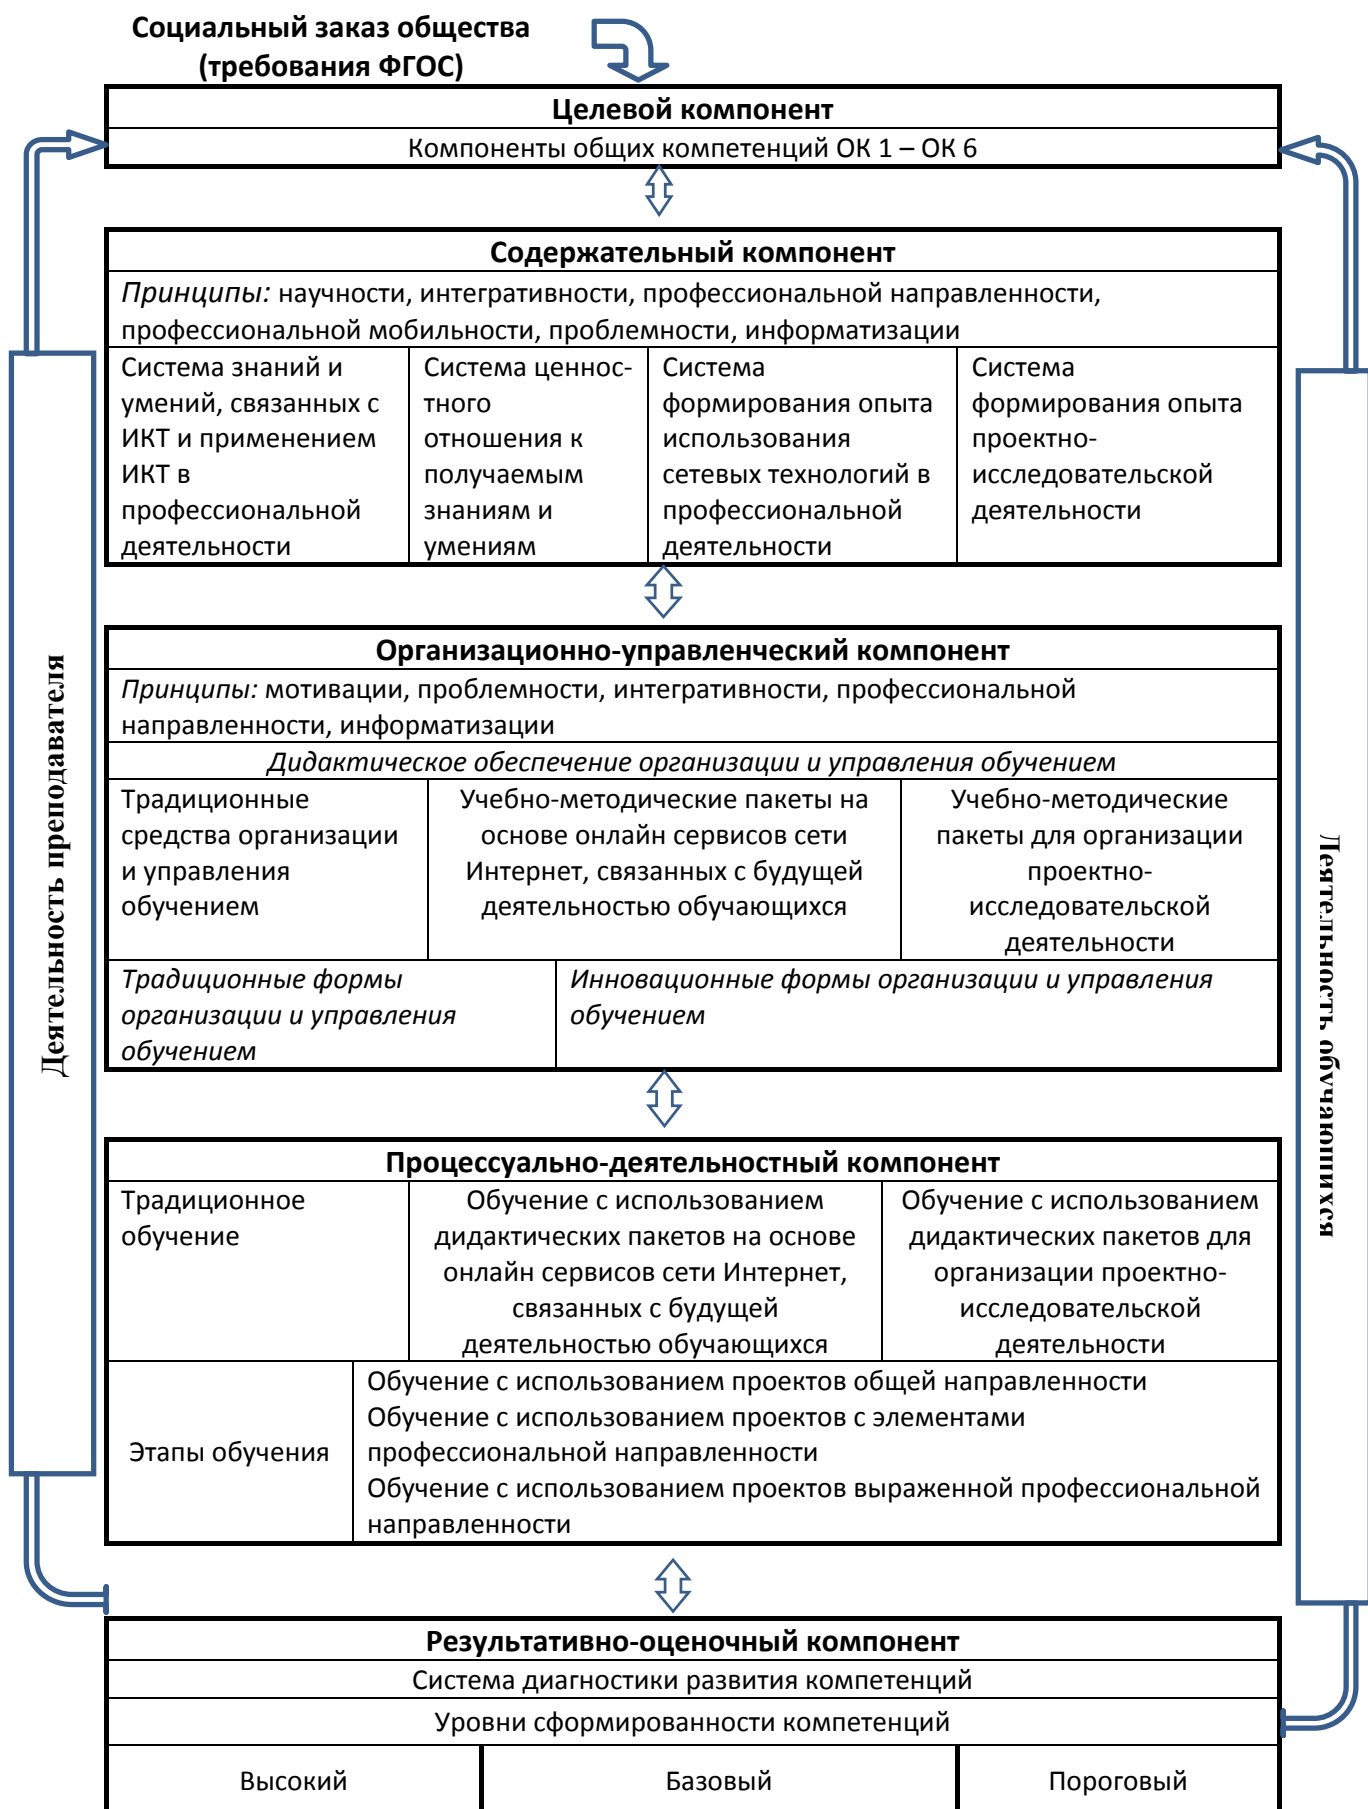 Социальный заказ общества
(требования ФГОС)
Целевой компонент
Компоненты общих компетенций ОК 1 – ОК 6
Содержательный компонент
Принципы: научности, интегративности, профессиональной направленности,
профессиональной мобильности, проблемности, информатизации
Система знаний и
умений, связанных с
ИКТ и применением
ИКТ в
профессиональной
деятельности
Система ценнос-
тного
отношения к
получаемым
знаниям и
умениям
Система
формирования опыта
использования
сетевых технологий в
профессиональной
деятельности
Система
формирования опыта
проектно-
исследовательской
деятельности
Организационно-управленческий компонент
Принципы: мотивации, проблемности, интегративности, профессиональной
направленности, информатизации
Дидактическое обеспечение организации и управления обучением
Традиционные
средства организации
и управления
обучением
Учебно-методические пакеты на
основе онлайн сервисов сети
Интернет, связанных с будущей
деятельностью обучающихся
Учебно-методические
пакеты для организации
проектно-
исследовательской
деятельности
Традиционные формы
организации и управления
обучением
Инновационные формы организации и управления
обучением
Процессуально-деятельностный компонент
Традиционное
обучение
Обучение с использованием
дидактических пакетов на основе
онлайн сервисов сети Интернет,
связанных с будущей
деятельностью обучающихся
Обучение с использованием
дидактических пакетов для
организации проектно-
исследовательской
деятельности
Этапы обучения
Обучение с использованием проектов общей направленности
Обучение с использованием проектов с элементами
профессиональной направленности
Обучение с использованием проектов выраженной профессиональной
направленности
Результативно-оценочный компонент
Система диагностики развития компетенций
Уровни сформированности компетенций
Высокий
Базовый
Пороговый
Деятельность преподавателя
Деятельность обучающихся